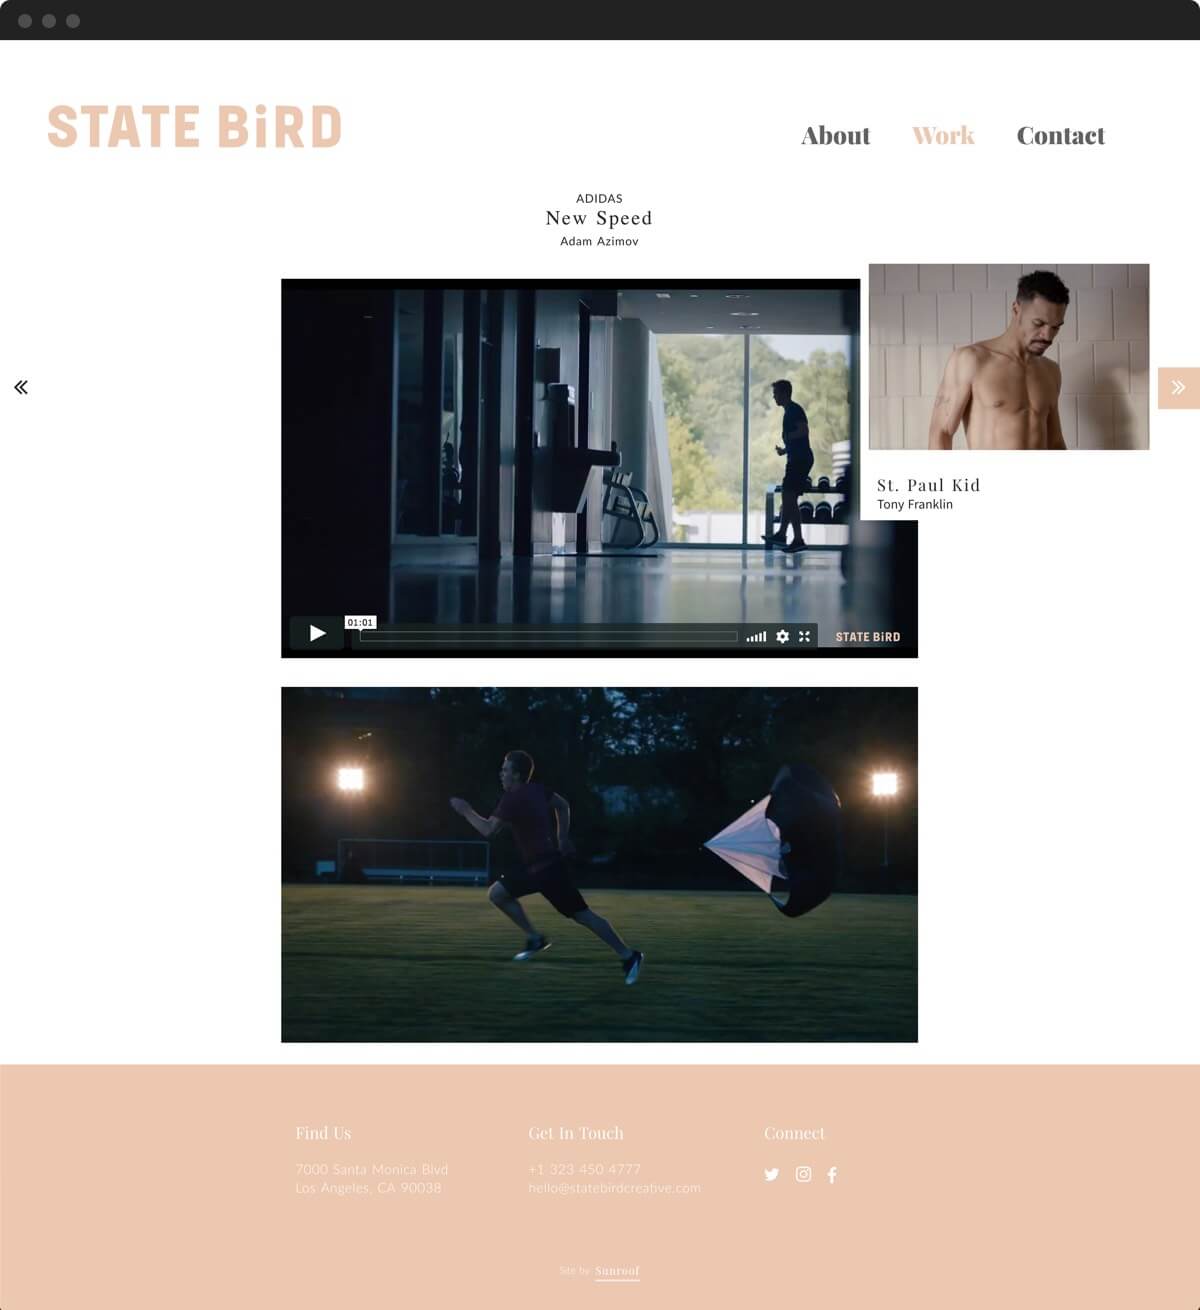 STATE BiRD
About Work Contact
ADIDAS
New Speed
Adam Azimov
St. Paul Kid
Tony Franklin
01:01
STATE BiRD
Find Us
7000 Santa Monica Blvd
Los Angeles, CA 90038
Get In Touch
+1 323 450 4777
hello@statebirdcreative.com
Connect
Site by Sunroof